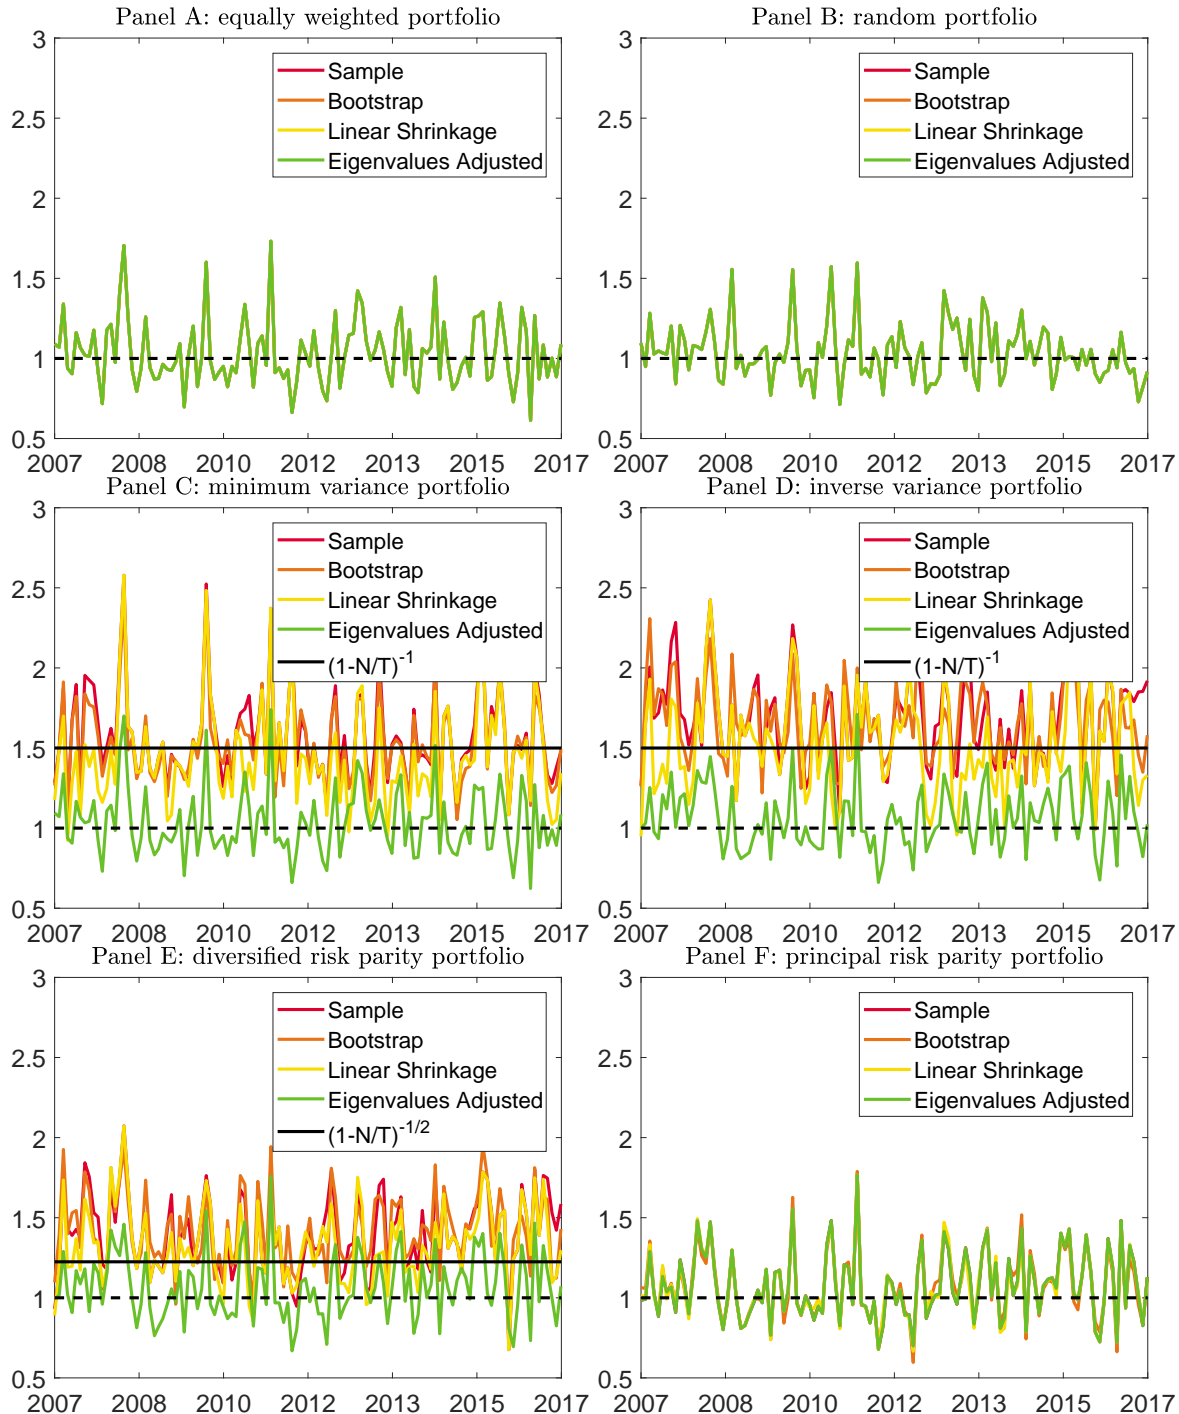 Panel A: equally weighted portfolio
3
2.5
2
1.5
1
0.5
2007 2008 2010 2012 2013 2015 2017
Sample
Bootstrap
Linear Shrinkage
Eigenvalues Adjusted
Panel B: random portfolio
3
2.5
2
1.5
1
0.5
2007 2008 2010 2012 2013 2015 2017
Sample
Bootstrap
Linear Shrinkage
Eigenvalues Adjusted
Panel C: minimum variance portfolio
3
2.5
2
1.5
1
0.5
2007 2008 2010 2012 2013 2015 2017
Sample
Bootstrap
Linear Shrinkage
Eigenvalues Adjusted
(1-N/T)^-1
Panel D: inverse variance portfolio
3
2.5
2
1.5
1
0.5
2007 2008 2010 2012 2013 2015 2017
Sample
Bootstrap
Linear Shrinkage
Eigenvalues Adjusted
(1-N/T)^-1
Panel E: diversified risk parity portfolio
3
2.5
2
1.5
1
0.5
2007 2008 2010 2012 2013 2015 2017
Sample
Bootstrap
Linear Shrinkage
Eigenvalues Adjusted
(1-N/T)^-1/2
Panel F: principal risk parity portfolio
3
2.5
2
1.5
1
0.5
2007 2008 2010 2012 2013 2015 2017
Sample
Bootstrap
Linear Shrinkage
Eigenvalues Adjusted